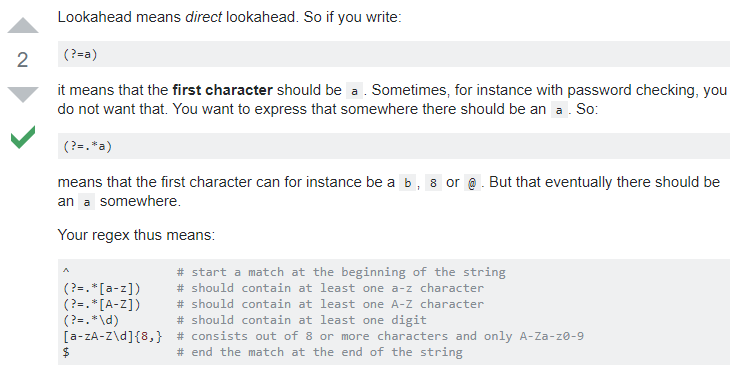 Lookahead means direct lookahead. So if you write:
(?=a)
2
it means that the first character should be a . Sometimes, for instance with password checking, you
do not want that. You want to express that somewhere there should be an a . So:
(?=.*a)
means that the first character can for instance be a b , 8 or @ . But that eventually there should be
an a somewhere.
Your regex thus means:
^ # start a match at the beginning of the string
(?=.*[a-z]) # should contain at least one a-z character
(?=.*[A-Z]) # should contain at least one A-Z character
(?=.*\d) # should contain at least one digit
[a-zA-Z\d]{8,} # consists out of 8 or more characters and only A-Za-z0-9
$ # end the match at the end of the string